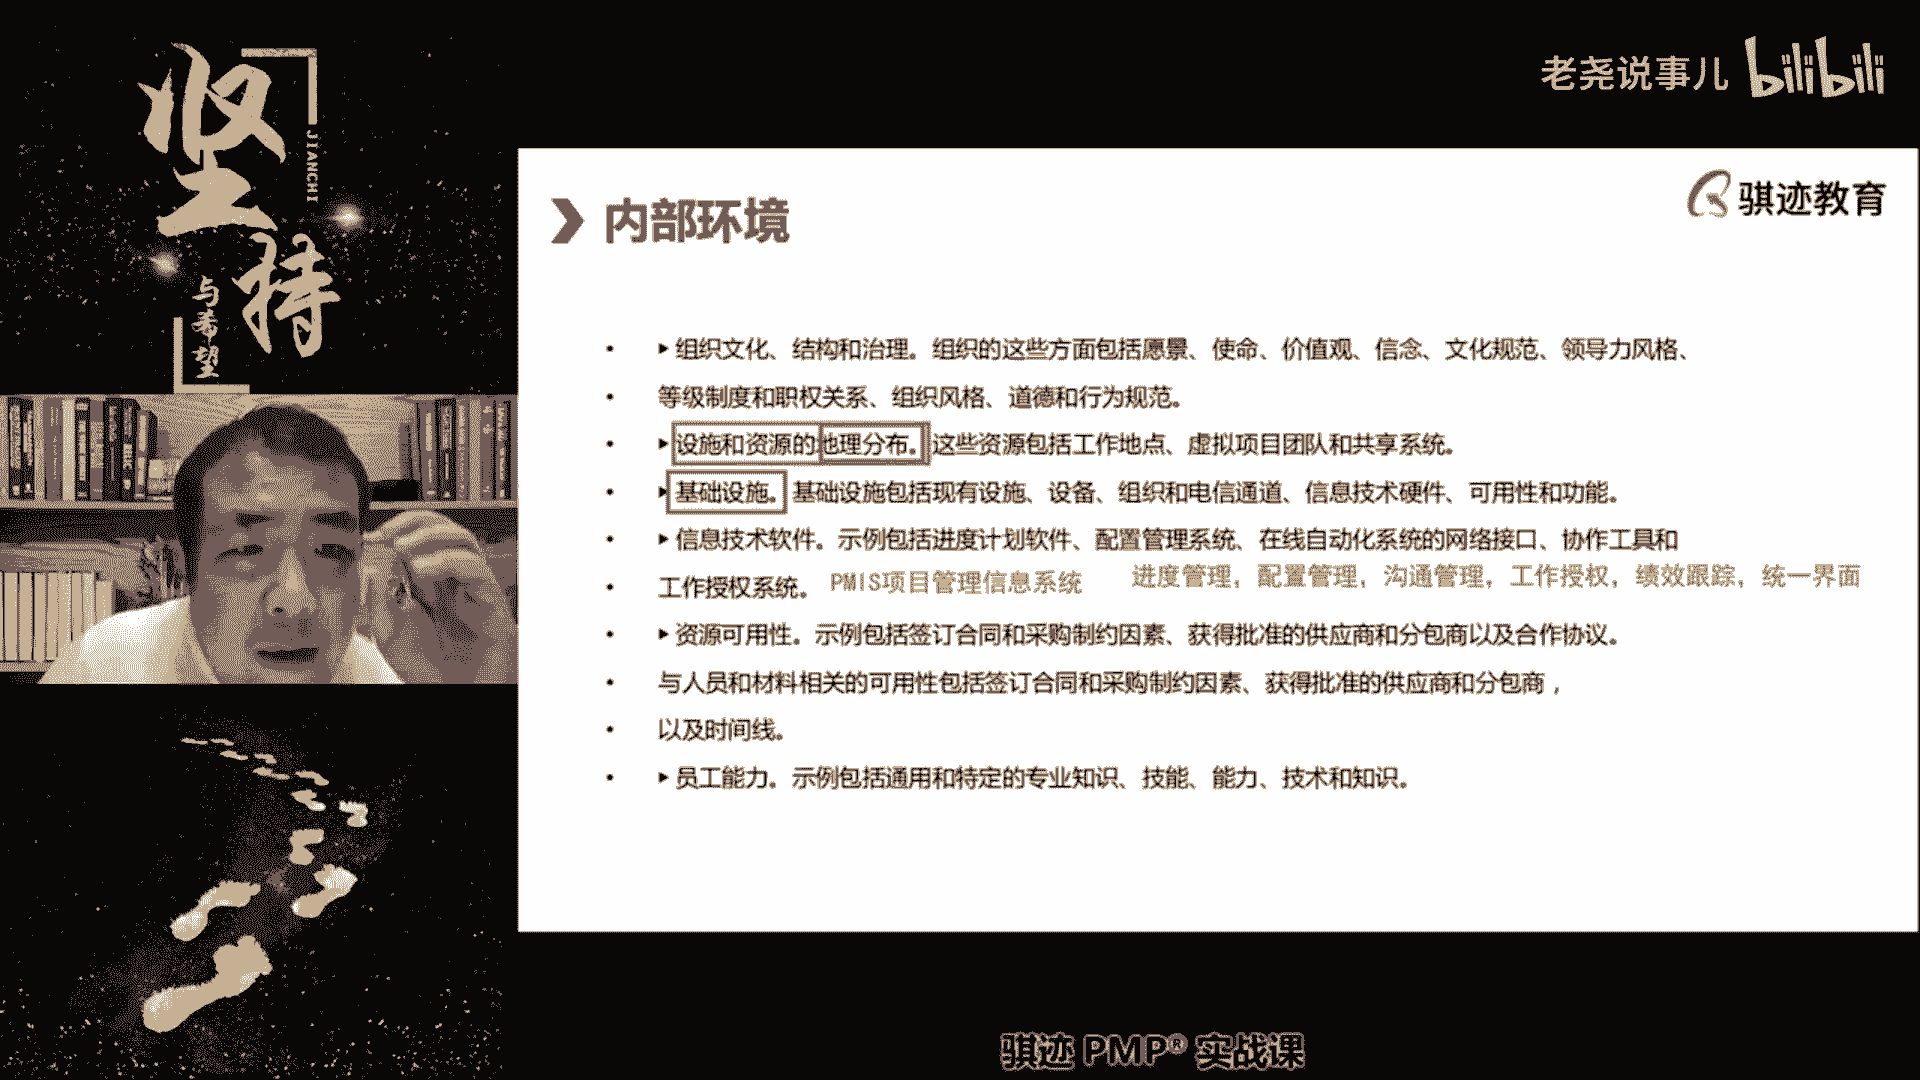 坚持
JIANCHI
与希望
老尧说事儿 bilibili
骐迹教育
内部环境
• ▸组织文化、结构和治理。组织的这些方面包括愿景、使命、价值观、信念、文化规范、领导力风格、
• 等级制度和职权关系、组织风格、道德和行为规范。
• ▸设施和资源的地理分布。这些资源包括工作地点、虚拟项目团队和共享系统。
• ▸基础设施。基础设施包括现有设施、设备、组织和电信通道、信息技术硬件、可用性和功能。
• ▸信息技术软件。示例包括进度计划软件、配置管理系统、在线自动化系统的网络接口、协作工具和
• 工作授权系统。 PMIS项目管理信息系统 进度管理，配置管理，沟通管理，工作授权，绩效跟踪，统一界面
• ▸资源可用性。示例包括签订合同和采购制约因素、获得批准的供应商和分包商以及合作协议。
• 与人员和材料相关的可用性包括签订合同和采购制约因素、获得批准的供应商和分包商，
• 以及时间线。
• ▸员工能力。示例包括通用和特定的专业知识、技能、能力、技术和知识。
骐迹 PMP® 实战课